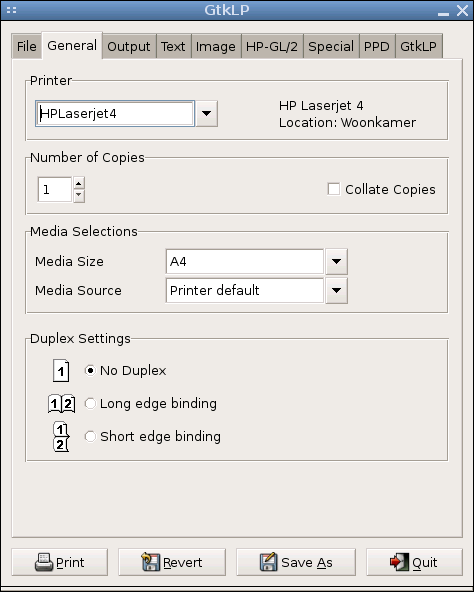 GtkLP
File General Output Text Image HP-GL/2 Special PPD GtkLP
Printer
HPLaserjet4
HP Laserjet 4
Location: Woonkamer
Number of Copies
1 Collate Copies
Media Selections
Media Size A4
Media Source Printer default
Duplex Settings
1 No Duplex
1 2 Long edge binding
1
2 Short edge binding
Print Revert Save As Quit